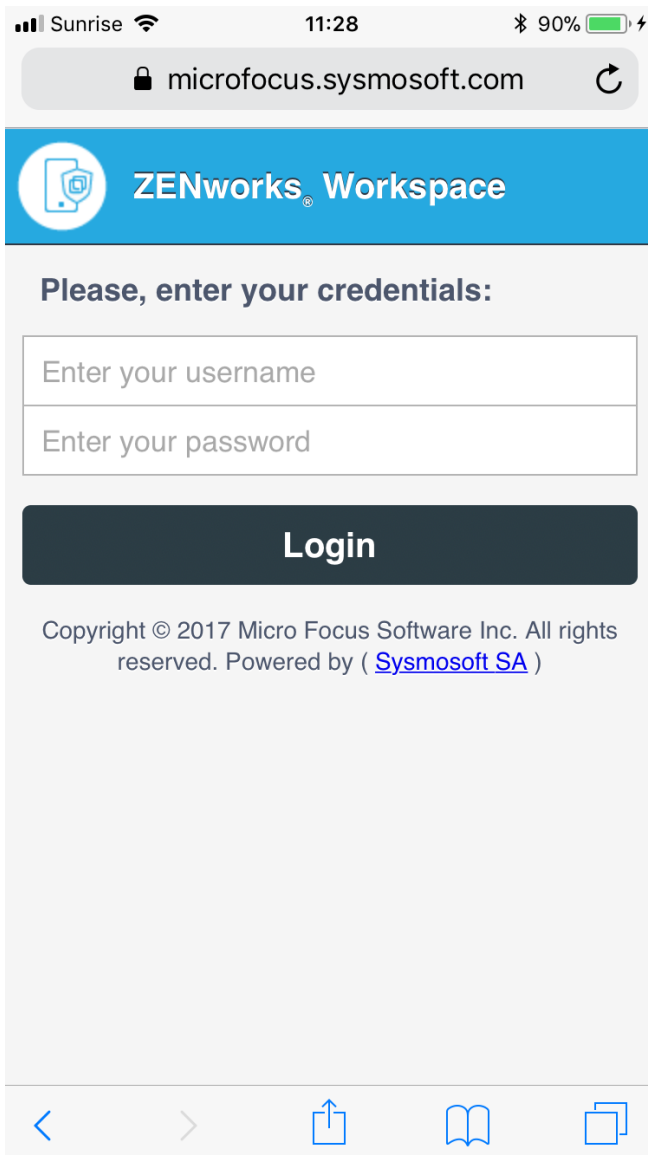 Sunrise 11:28 90%
microfocus.sysmosoft.com
ZENworks® Workspace
Please, enter your credentials:
Enter your username
Enter your password
Login
Copyright © 2017 Micro Focus Software Inc. All rights
reserved. Powered by ( Sysmosoft SA )